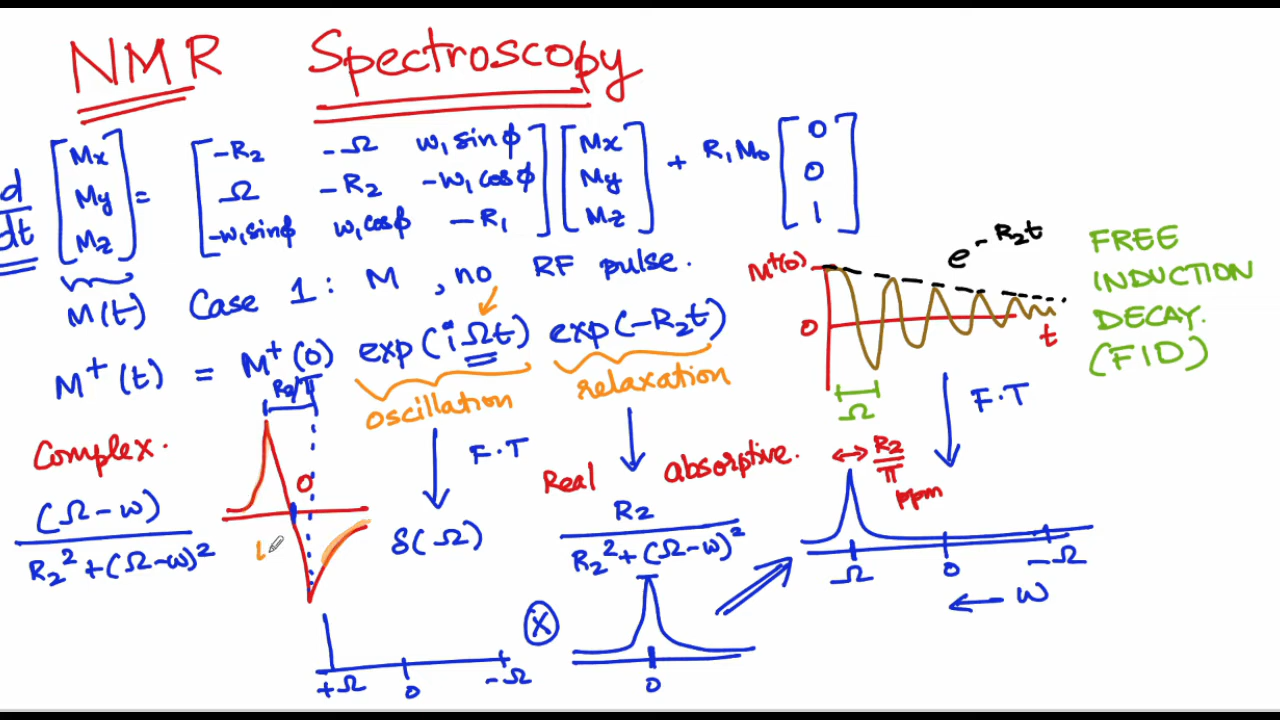 NMR Spectroscopy
d/dt [Mx My Mz] = [-R2 -Ω ω1 sinϕ; Ω -R2 -ω1 cosϕ; -ω1 sinϕ ω1 cosϕ -R1] [Mx My Mz] + R1 M0 [0 0 1]
M(t) Case 1: M , no RF pulse.
M+(t) = M+(0) exp(iΩt) exp(-R2t)
oscillation relaxation
M+(0) e^-R2t
0 t
Ω
FREE
INDUCTION
DECAY.
(FID)
F.T
R2/π
Complex.
(Ω-ω)
R2²+(Ω-ω)²
0
F.T
δ(Ω)
Real absorptive.
R2
R2²+(Ω-ω)²
R2/π
ppm
Ω 0 -Ω
← ω
+Ω 0 -Ω
X
0